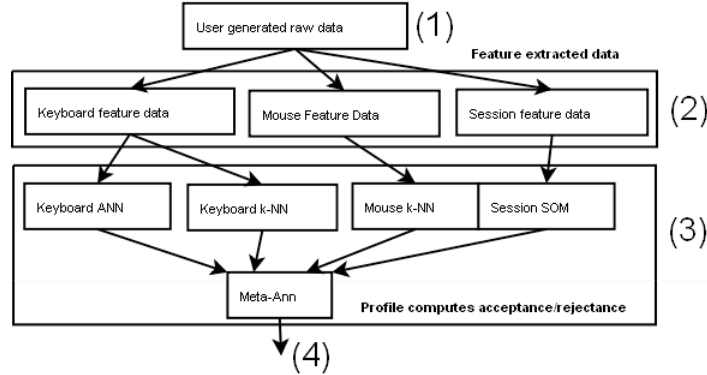 User generated raw data
(1)
Feature extracted data
Keyboard feature data
Mouse Feature Data
Session feature data
(2)
Keyboard ANN
Keyboard k-NN
Mouse k-NN
Session SOM
(3)
Meta-Ann
Profile computes acceptance/rejectance
(4)